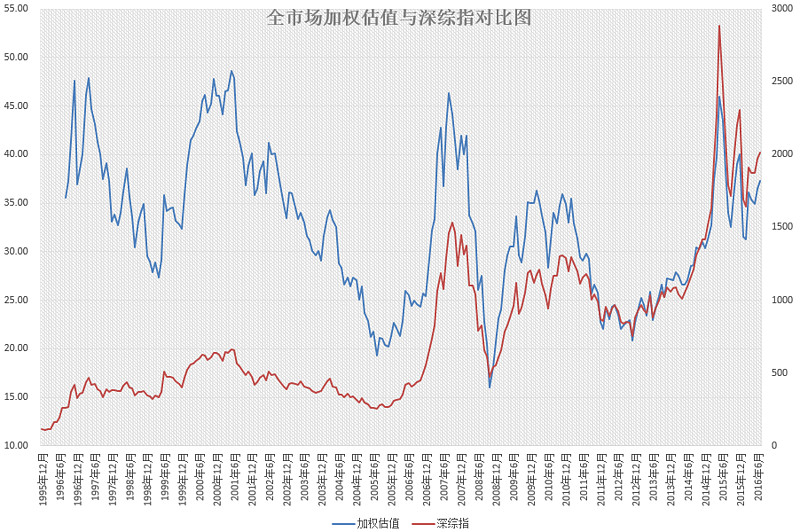 全市场加权估值与深综指对比图
55.00
50.00
45.00
40.00
35.00
30.00
25.00
20.00
15.00
10.00
3000
2500
2000
1500
1000
500
0
1995年12月
1996年6月
1996年12月
1997年6月
1997年12月
1998年6月
1998年12月
1999年6月
1999年12月
2000年6月
2000年12月
2001年6月
2001年12月
2002年6月
2002年12月
2003年6月
2003年12月
2004年6月
2004年12月
2005年6月
2005年12月
2006年6月
2006年12月
2007年6月
2007年12月
2008年6月
2008年12月
2009年6月
2009年12月
2010年6月
2010年12月
2011年6月
2011年12月
2012年6月
2012年12月
2013年6月
2013年12月
2014年6月
2014年12月
2015年6月
2015年12月
2016年6月
加权估值
深综指